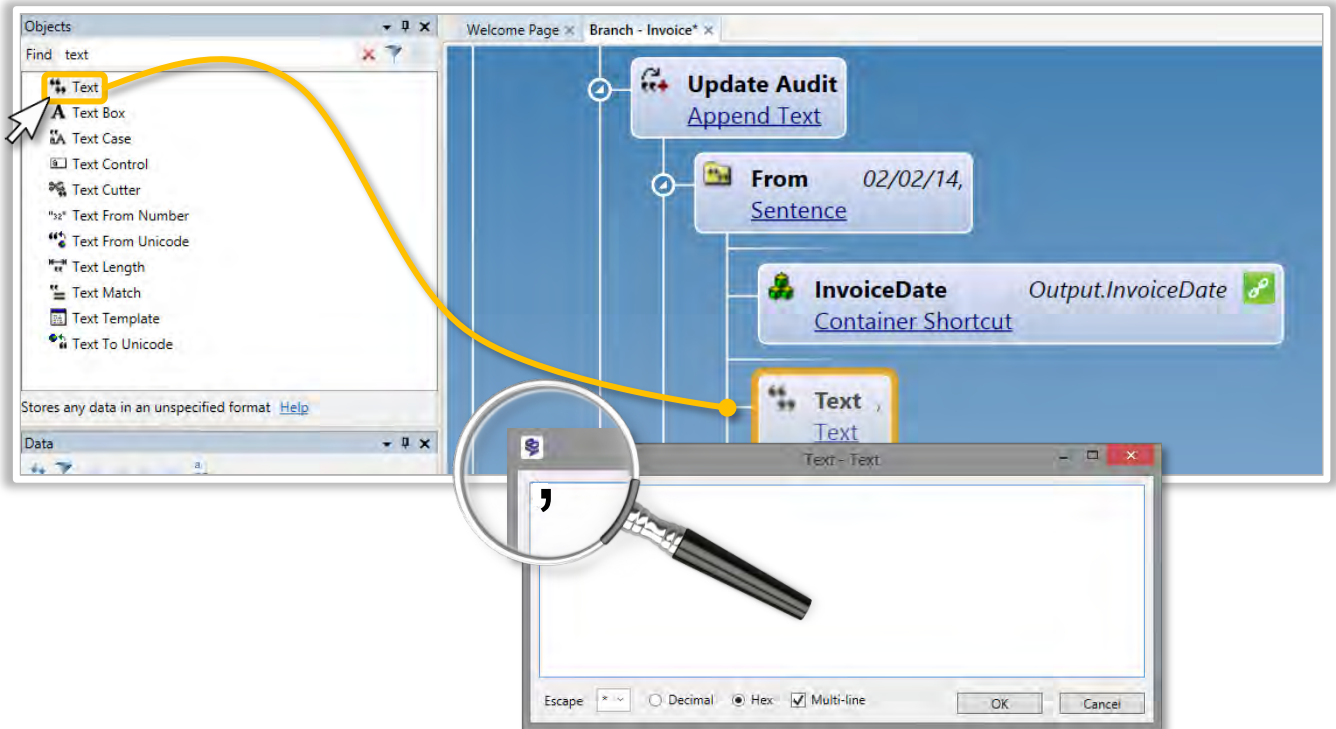 Objects
Find text
Text
Text Box
Text Case
Text Control
Text Cutter
Text From Number
Text From Unicode
Text Length
Text Match
Text Template
Text To Unicode
Stores any data in an unspecified format Help
Data
Welcome Page × Branch - Invoice* ×
Update Audit
Append Text
From 02/02/14,
Sentence
InvoiceDate Output.InvoiceDate
Container Shortcut
Text ,
Text
Text - Text
,
Escape * Decimal Hex Multi-line OK Cancel